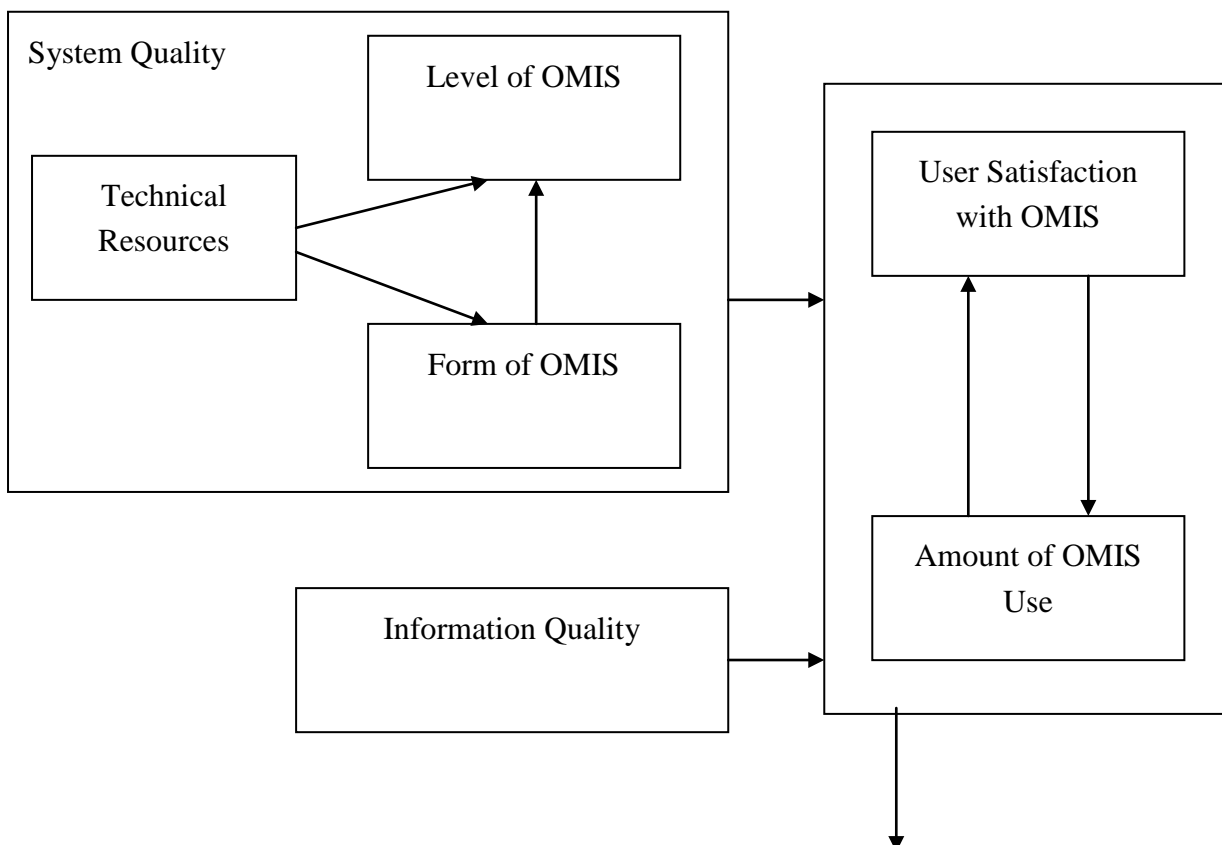 System Quality
Level of OMIS
Technical
Resources
Form of OMIS
User Satisfaction
with OMIS
Amount of OMIS
Use
Information Quality